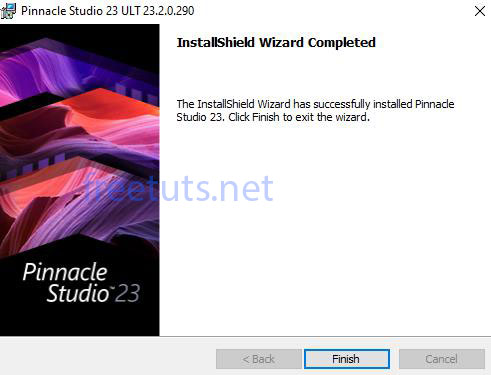 Pinnacle Studio 23 ULT 23.2.0.290
InstallShield Wizard Completed
The InstallShield Wizard has successfully installed Pinnacle
Studio 23. Click Finish to exit the wizard.
freetuts.net
Pinnacle
Studio™ 23
< Back
Finish
Cancel